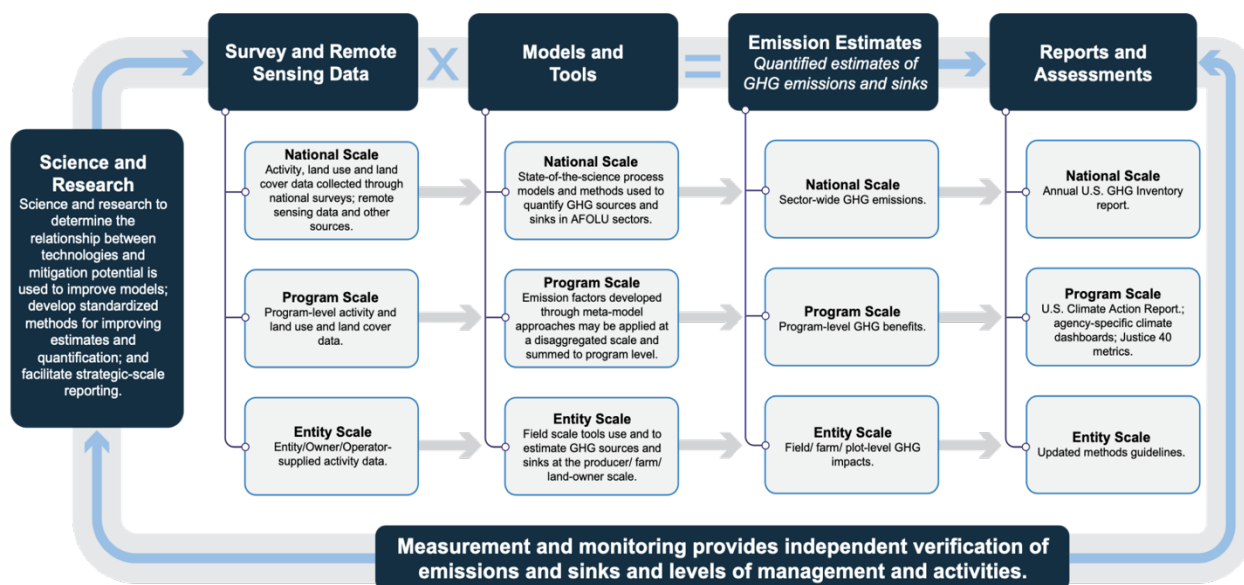 Science and
Research
Science and research to
determine the
relationship between
technologies and
mitigation potential is
used to improve models;
develop standardized
methods for improving
estimates and
quantification; and
facilitate strategic-scale
reporting.
Survey and Remote
Sensing Data
X
Models and
Tools
=
Emission Estimates
Quantified estimates of
GHG emissions and sinks
Reports and
Assessments
National Scale
Activity, land use and land
cover data collected through
national surveys; remote
sensing data and other
sources.
National Scale
State-of-the-science process
models and methods used to
quantify GHG sources and
sinks in AFOLU sectors.
National Scale
Sector-wide GHG emissions.
National Scale
Annual U.S. GHG Inventory
report.
Program Scale
Program-level activity and
land use and land cover
data.
Program Scale
Emission factors developed
through meta-model
approaches may be applied at
a disaggregated scale and
summed to program level.
Program Scale
Program-level GHG benefits.
Program Scale
U.S. Climate Action Report.;
agency-specific climate
dashboards; Justice 40
metrics.
Entity Scale
Entity/Owner/Operator-
supplied activity data.
Entity Scale
Field scale tools use and to
estimate GHG sources and
sinks at the producer/ farm/
land-owner scale.
Entity Scale
Field/ farm/ plot-level GHG
impacts.
Entity Scale
Updated methods guidelines.
Measurement and monitoring provides independent verification of
emissions and sinks and levels of management and activities.